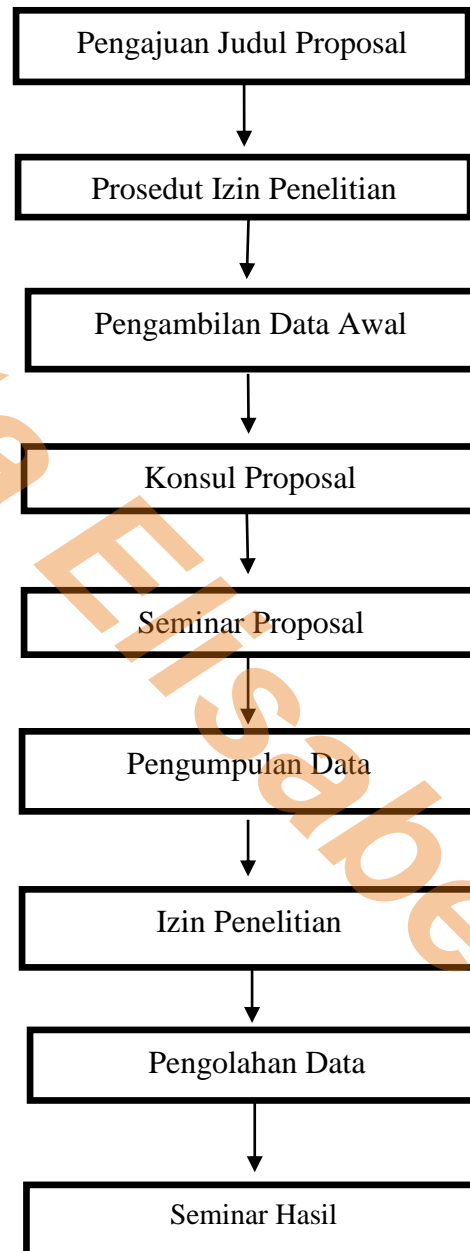 Pengajuan Judul Proposal
Prosedut Izin Penelitian
Pengambilan Data Awal
Konsul Proposal
Seminar Proposal
Pengumpulan Data
Izin Penelitian
Pengolahan Data
Seminar Hasil